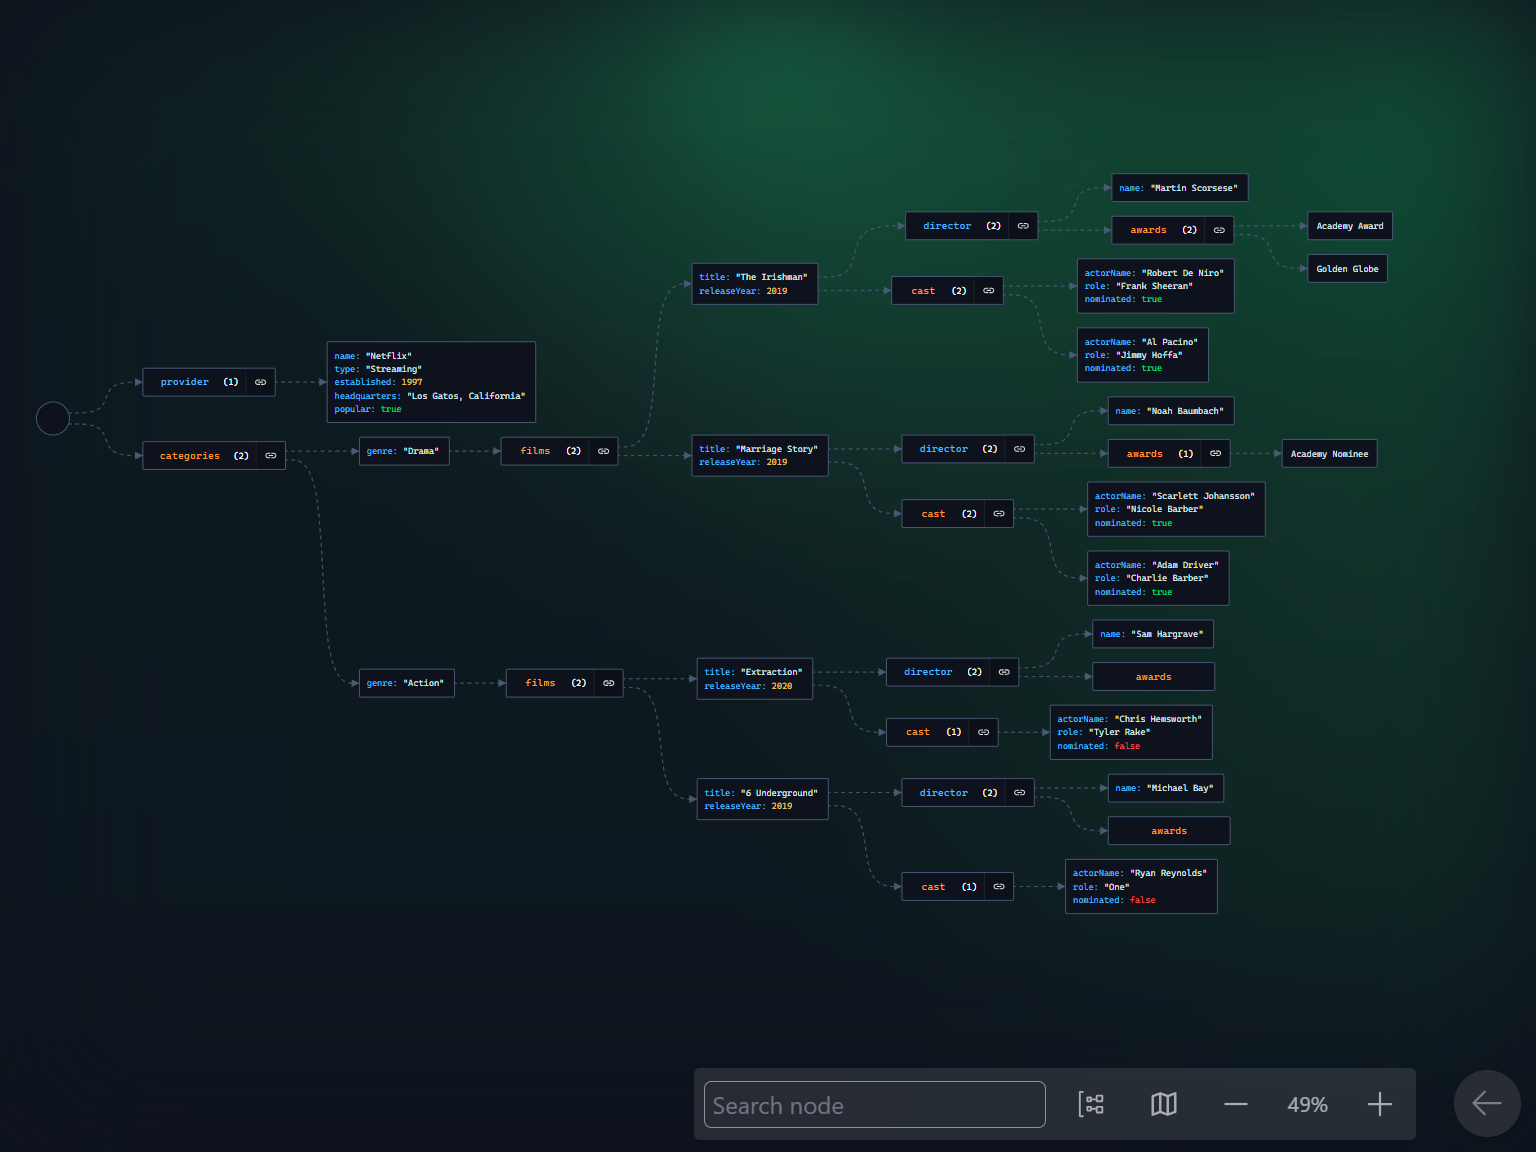 name: "Martin Scorsese"
director (2)
awards (2)
Academy Award
Golden Globe
title: "The Irishman"
releaseYear: 2019
cast (2)
actorName: "Robert De Niro"
role: "Frank Sheeran"
nominated: true
actorName: "Al Pacino"
role: "Jimmy Hoffa"
nominated: true
provider (1)
name: "Netflix"
type: "Streaming"
established: 1997
headquarters: "Los Gatos, California"
popular: true
categories (2)
genre: "Drama"
films (2)
title: "Marriage Story"
releaseYear: 2019
director (2)
name: "Noah Baumbach"
awards (1)
Academy Nominee
cast (2)
actorName: "Scarlett Johansson"
role: "Nicole Barber"
nominated: true
actorName: "Adam Driver"
role: "Charlie Barber"
nominated: true
genre: "Action"
films (2)
title: "Extraction"
releaseYear: 2020
director (2)
name: "Sam Hargrave"
awards
cast (1)
actorName: "Chris Hemsworth"
role: "Tyler Rake"
nominated: false
title: "6 Underground"
releaseYear: 2019
director (2)
name: "Michael Bay"
awards
cast (1)
actorName: "Ryan Reynolds"
role: "One"
nominated: false
Search node
49%